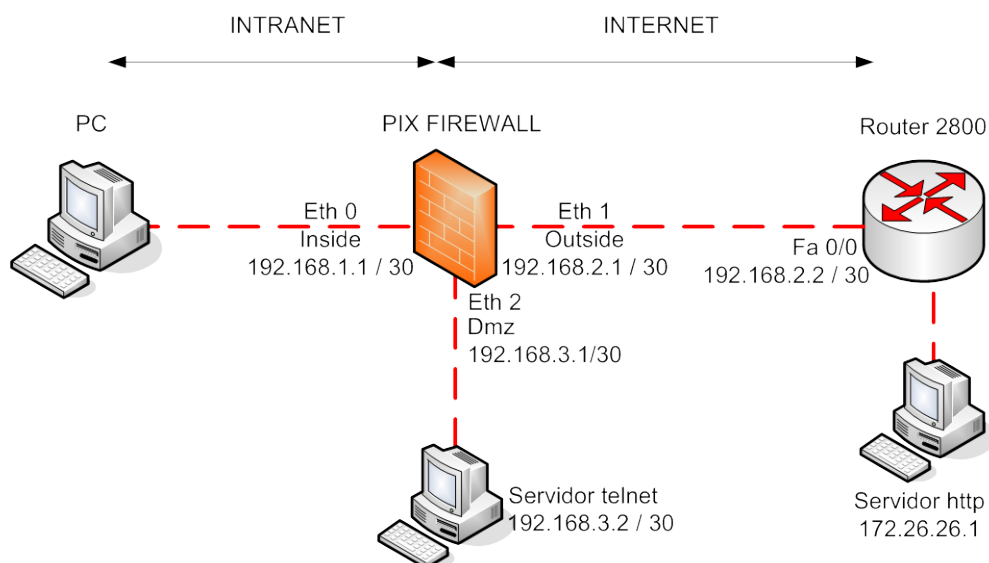 INTRANET
INTERNET
PC
PIX FIREWALL
Router 2800
Eth 0
Inside
192.168.1.1 / 30
Eth 1
Outside
192.168.2.1 / 30
Fa 0/0
192.168.2.2 / 30
Eth 2
Dmz
192.168.3.1/30
Servidor telnet
192.168.3.2 / 30
Servidor http
172.26.26.1